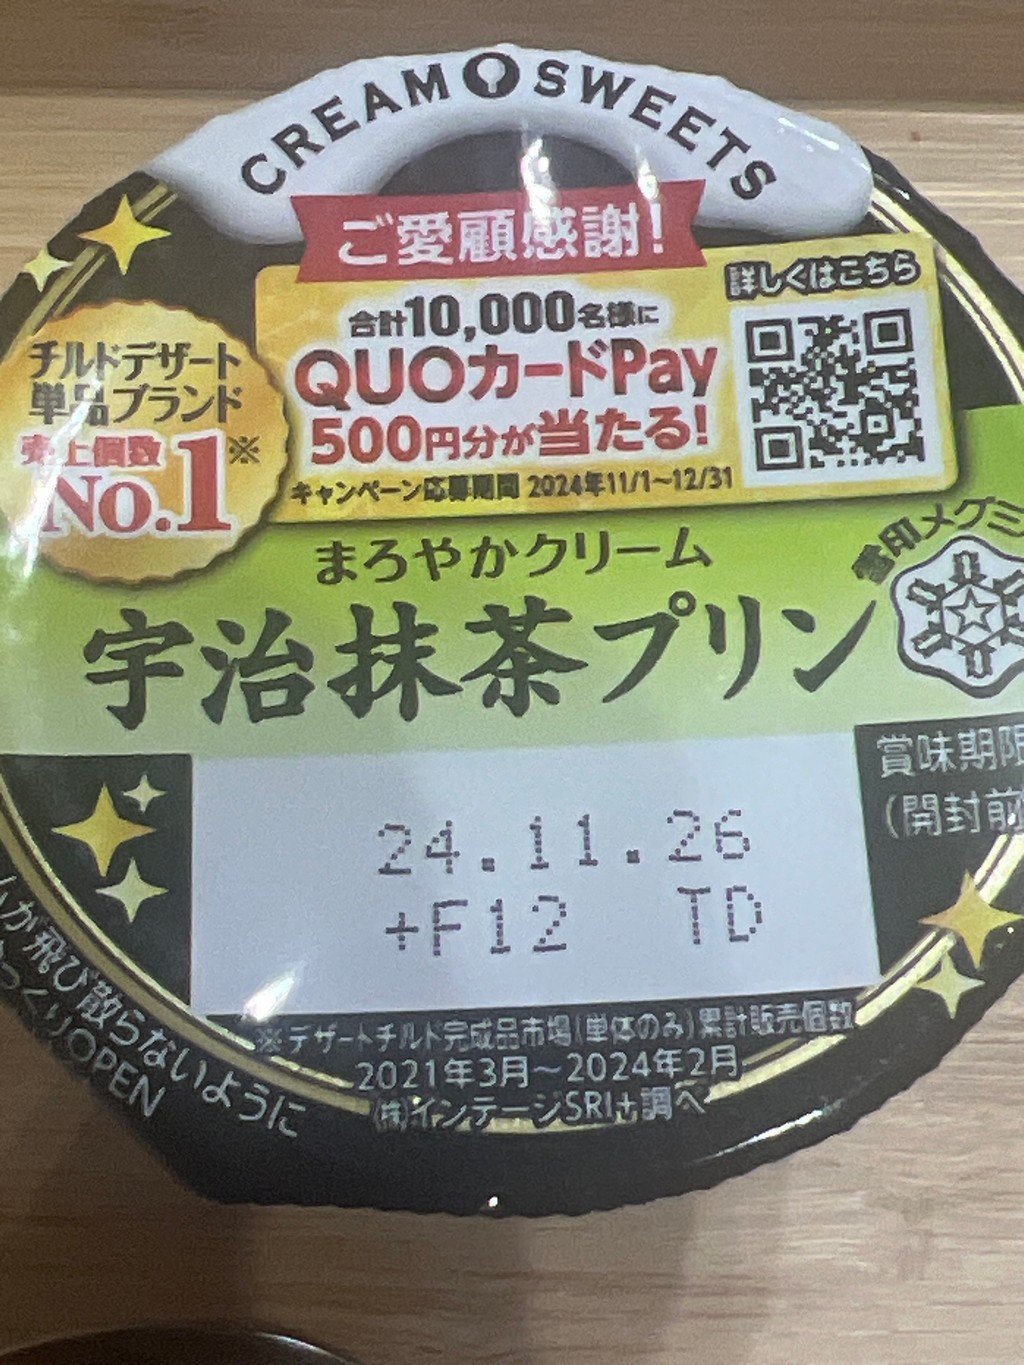 CREAM SWEETS
ご愛顧感謝!
詳しくはこちら
合計10,000名様に
QUOカードPay
500円分が当たる!
キャンペーン応募期間 2024年11/1～12/31
チルドデザート
単品ブランド
売上個数
No.1※
まろやかクリーム
宇治抹茶プリン
雪印メグミ
賞味期限
(開封前
24.11.26
+F12 TD
※デザートチルド完成品市場(単体のみ)累計販売個数
2021年3月～2024年2月
(株)インテージSRI+調べ
が飛び散らないように
っくりOPEN